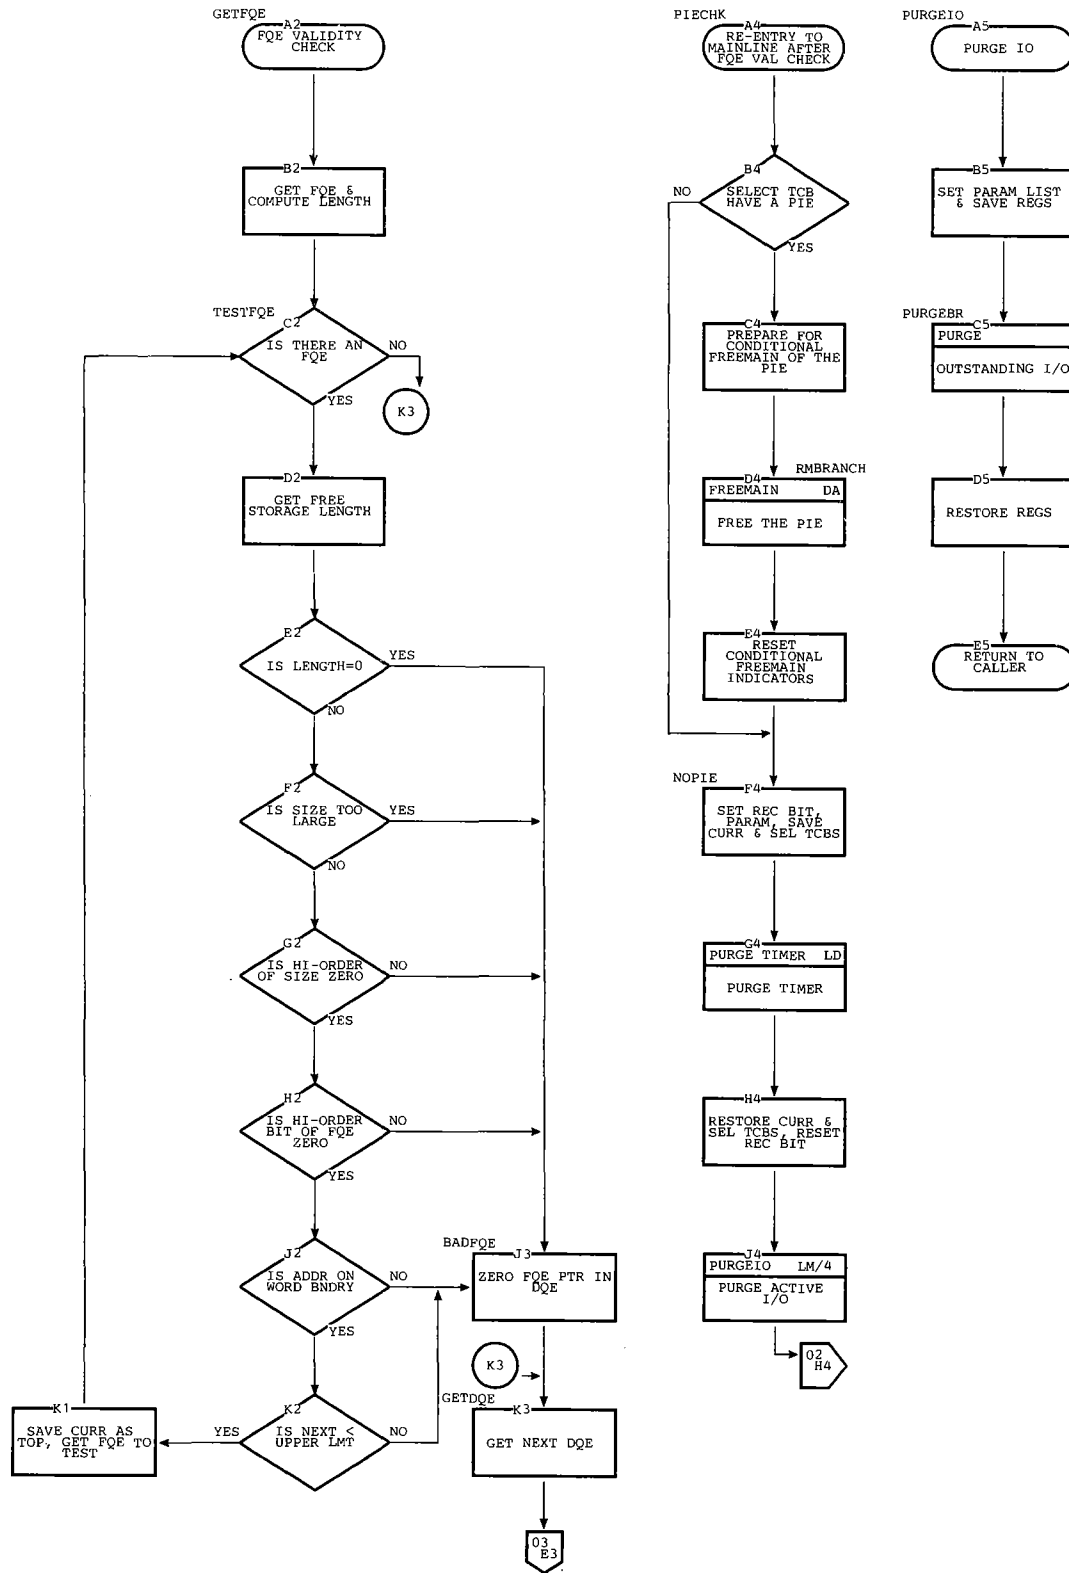 GETFQE
A2
FQE VALIDITY
CHECK
B2
GET FQE &
COMPUTE LENGTH
TESTFQE
C2
IS THERE AN
FQE
NO
K3
YES
D2
GET FREE
STORAGE LENGTH
E2
IS LENGTH=0
YES
NO
F2
IS SIZE TOO
LARGE
YES
NO
G2
IS HI-ORDER
OF SIZE ZERO
NO
YES
H2
IS HI-ORDER
BIT OF FQE
ZERO
NO
YES
J2
IS ADDR ON
WORD BNDRY
NO
YES
K2
IS NEXT <
UPPER LMT
YES
NO
K1
SAVE CURR AS
TOP, GET FQE TO
TEST
BADFQE
J3
ZERO FQE PTR IN
DQE
K3
GETDQE
K3
GET NEXT DQE
03
E3
PIECHK
A4
RE-ENTRY TO
MAINLINE AFTER
FQE VAL CHECK
B4
SELECT TCB
HAVE A PIE
NO
YES
C4
PREPARE FOR
CONDITIONAL
FREEMAIN OF THE
PIE
RMBRANCH
D4
FREEMAIN DA
FREE THE PIE
E4
RESET
CONDITIONAL
FREEMAIN
INDICATORS
NOPIE
F4
SET REC BIT,
PARAM, SAVE
CURR & SEL TCBS
G4
PURGE TIMER LD
PURGE TIMER
H4
RESTORE CURR &
SEL TCBS, RESET
REC BIT
J4
PURGEIO LM/4
PURGE ACTIVE
I/O
02
H4
PURGEIO
A5
PURGE IO
B5
SET PARAM LIST
& SAVE REGS
PURGEBR
C5
PURGE
OUTSTANDING I/O
D5
RESTORE REGS
E5
RETURN TO
CALLER